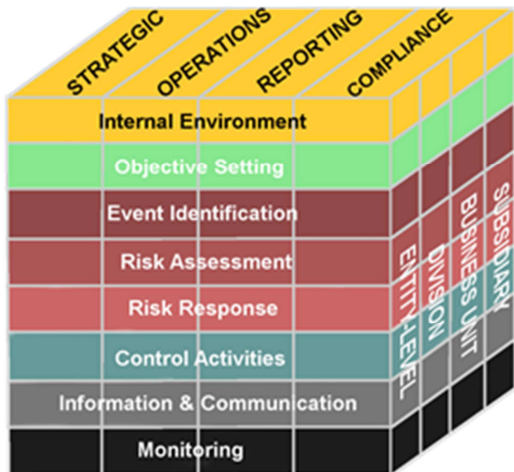 STRATEGIC
OPERATIONS
REPORTING
COMPLIANCE
Internal Environment
Objective Setting
Event Identification
Risk Assessment
Risk Response
Control Activities
Information & Communication
Monitoring
ENTITY-LEVEL
DIVISION
BUSINESS UNIT
SUBSIDIARY